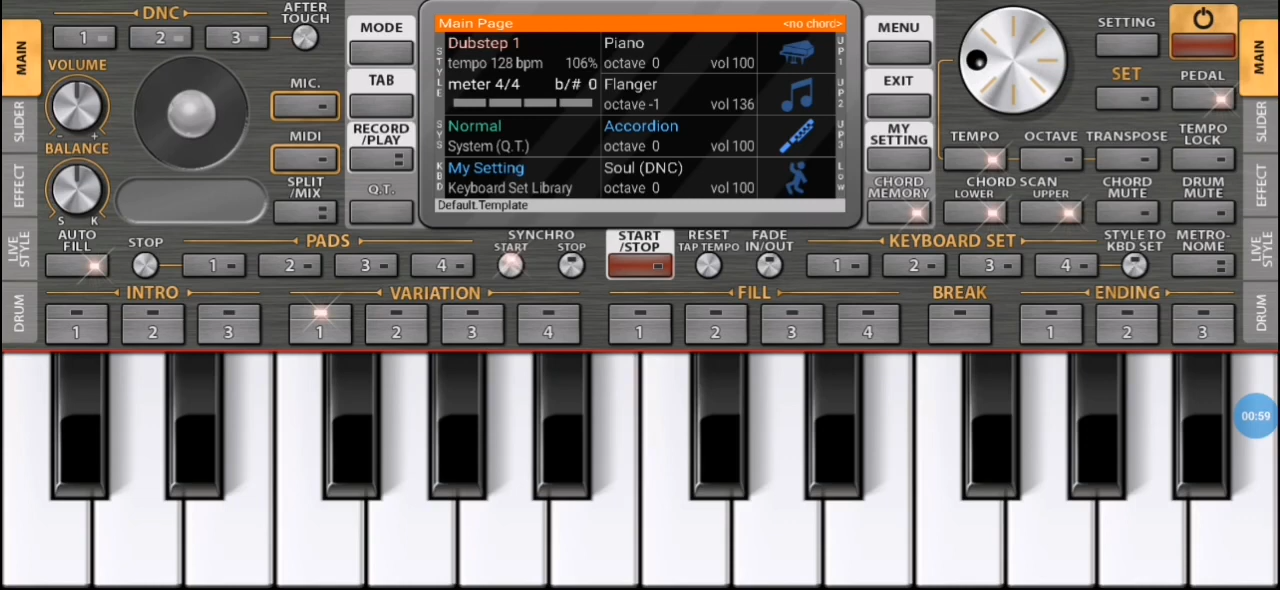 DNC
AFTER TOUCH
1 2 3
MAIN
SLIDER
EFFECT
LIVE STYLE
DRUM
VOLUME
- +
BALANCE
S K
MIC.
MIDI
SPLIT /MIX
MODE
TAB
RECORD /PLAY
Q.T.
Main Page <no chord>
STYLE
Dubstep 1
tempo 128 bpm 106%
meter 4/4 b/# 0
SYS
Normal
System (Q.T.)
KBD
My Setting
Keyboard Set Library
Piano
octave 0 vol 100
UP1
Flanger
octave -1 vol 136
UP2
Accordion
octave 0 vol 100
UP3
Soul (DNC)
octave 0 vol 100
Low
Default.Template
MENU
EXIT
MY SETTING
CHORD MEMORY
SETTING
SET
PEDAL
TEMPO
OCTAVE
TRANSPOSE
TEMPO LOCK
CHORD SCAN
LOWER UPPER
CHORD MUTE
DRUM MUTE
MAIN
SLIDER
EFFECT
LIVE STYLE
DRUM
AUTO FILL
STOP
PADS
1 2 3 4
SYNCHRO
START STOP
START /STOP
RESET
TAP TEMPO
FADE IN/OUT
KEYBOARD SET
1 2 3 4
STYLE TO KBD SET
METRO- NOME
INTRO
1 2 3
VARIATION
1 2 3 4
FILL
1 2 3 4
BREAK
ENDING
1 2 3
00:59